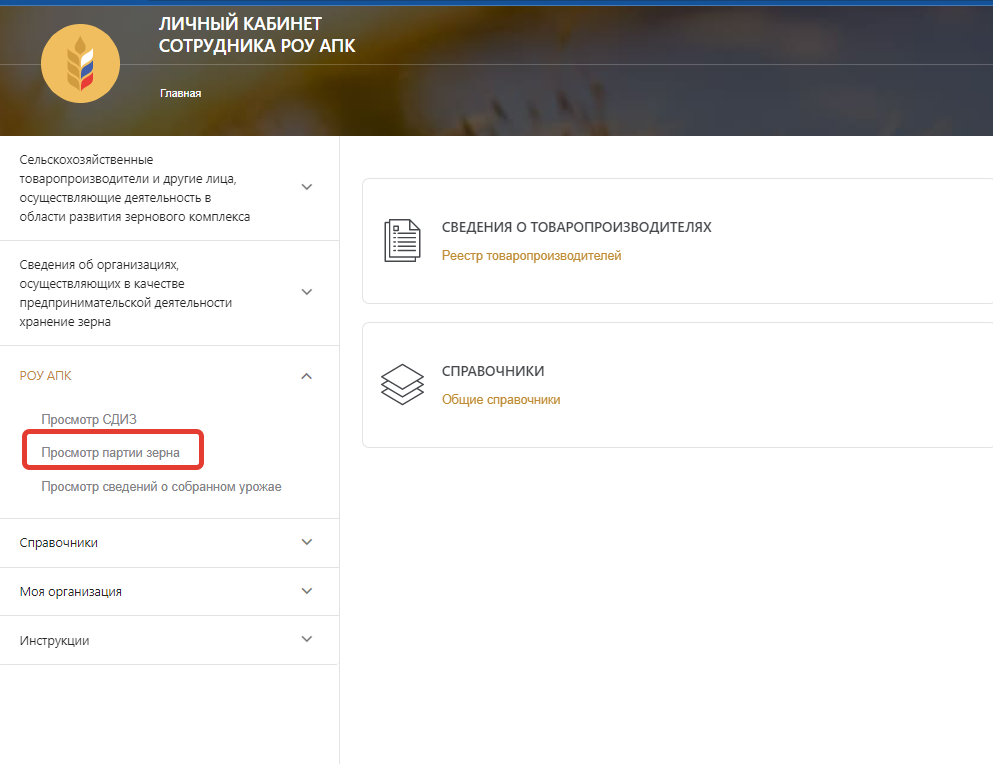 ЛИЧНЫЙ КАБИНЕТ
СОТРУДНИКА РОУ АПК
Главная
Сельскохозяйственные
товаропроизводители и другие лица,
осуществляющие деятельность в
области развития зернового комплекса
Сведения об организациях,
осуществляющих в качестве
предпринимательской деятельности
хранение зерна
РОУ АПК
Просмотр СДИЗ
Просмотр партии зерна
Просмотр сведений о собранном урожае
Справочники
Моя организация
Инструкции
СВЕДЕНИЯ О ТОВАРОПРОИЗВОДИТЕЛЯХ
Реестр товаропроизводителей
СПРАВОЧНИКИ
Общие справочники